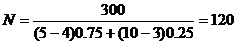 N = 300 / ((5 − 4)0.75 + (10 − 3)0.25) = 120